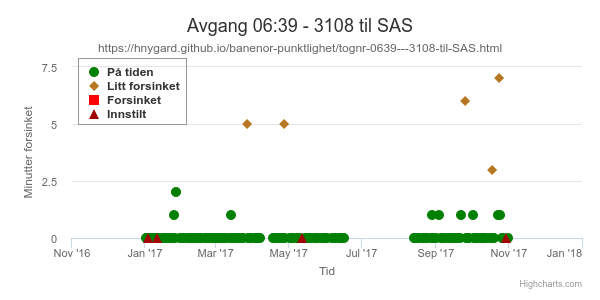 Avgang 06:39 - 3108 til SAS
https://hnygard.github.io/banenor-punktlighet/tognr-0639---3108-til-SAS.html
På tiden
Litt forsinket
Forsinket
Innstilt
Minutter forsinket
7.5
5
2.5
0
Nov '16 Jan '17 Mar '17 May '17 Jul '17 Sep '17 Nov '17 Jan '18
Tid
Highcharts.com